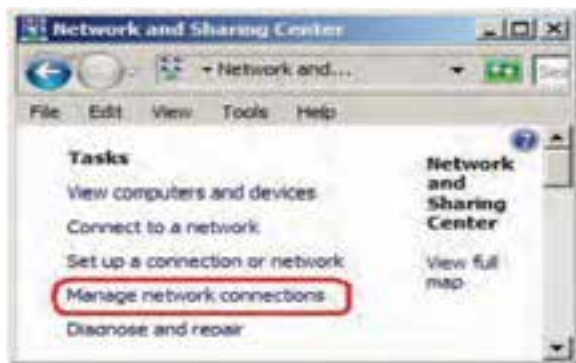 Network and Sharing Center
Network and....
File Edit View Tools Help
Tasks
View computers and devices
Connect to a network
Set up a connection or network
Manage network connections
Diagnose and repair
Network
and
Sharing
Center
View full
map